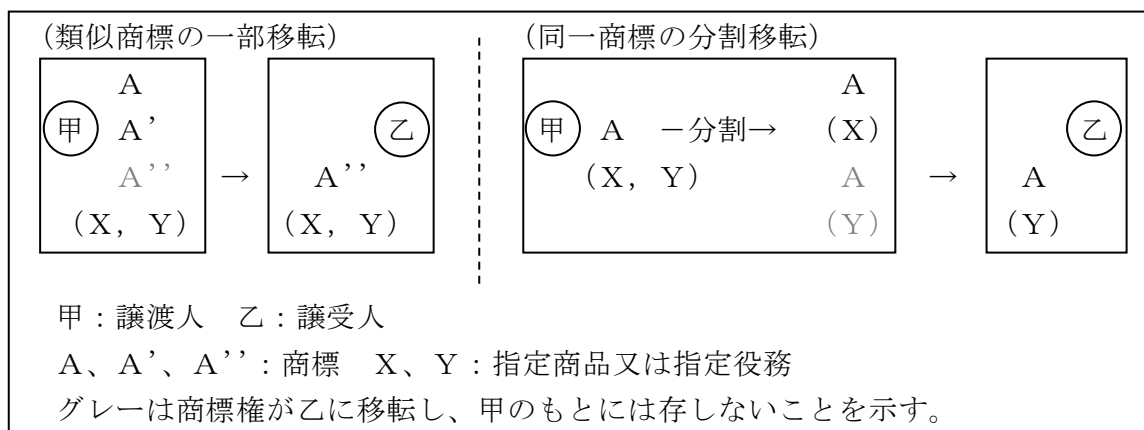 (類似商標の一部移転)
A
甲 A’
A’’
(X，Y)
→
乙
A’’
(X，Y)
(同一商標の分割移転)
甲 A －分割→
(X，Y)
A
(X)
A
(Y)
→
乙
A
(Y)
甲：譲渡人　乙：譲受人
A、A’、A’’：商標　X、Y：指定商品又は指定役務
グレーは商標権が乙に移転し、甲のもとには存しないことを示す。